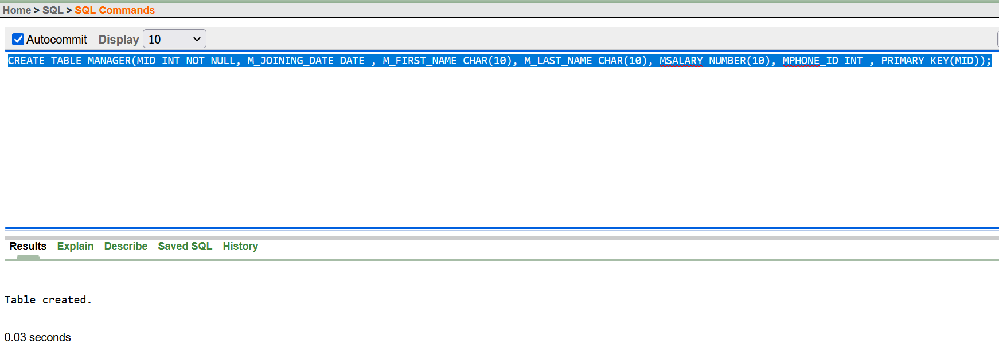 Home > SQL > SQL Commands
Autocommit Display 10
CREATE TABLE MANAGER(MID INT NOT NULL, M_JOINING_DATE DATE , M_FIRST_NAME CHAR(10), M_LAST_NAME CHAR(10), MSALARY NUMBER(10), MPHONE_ID INT , PRIMARY KEY(MID));
Results Explain Describe Saved SQL History
Table created.
0.03 seconds